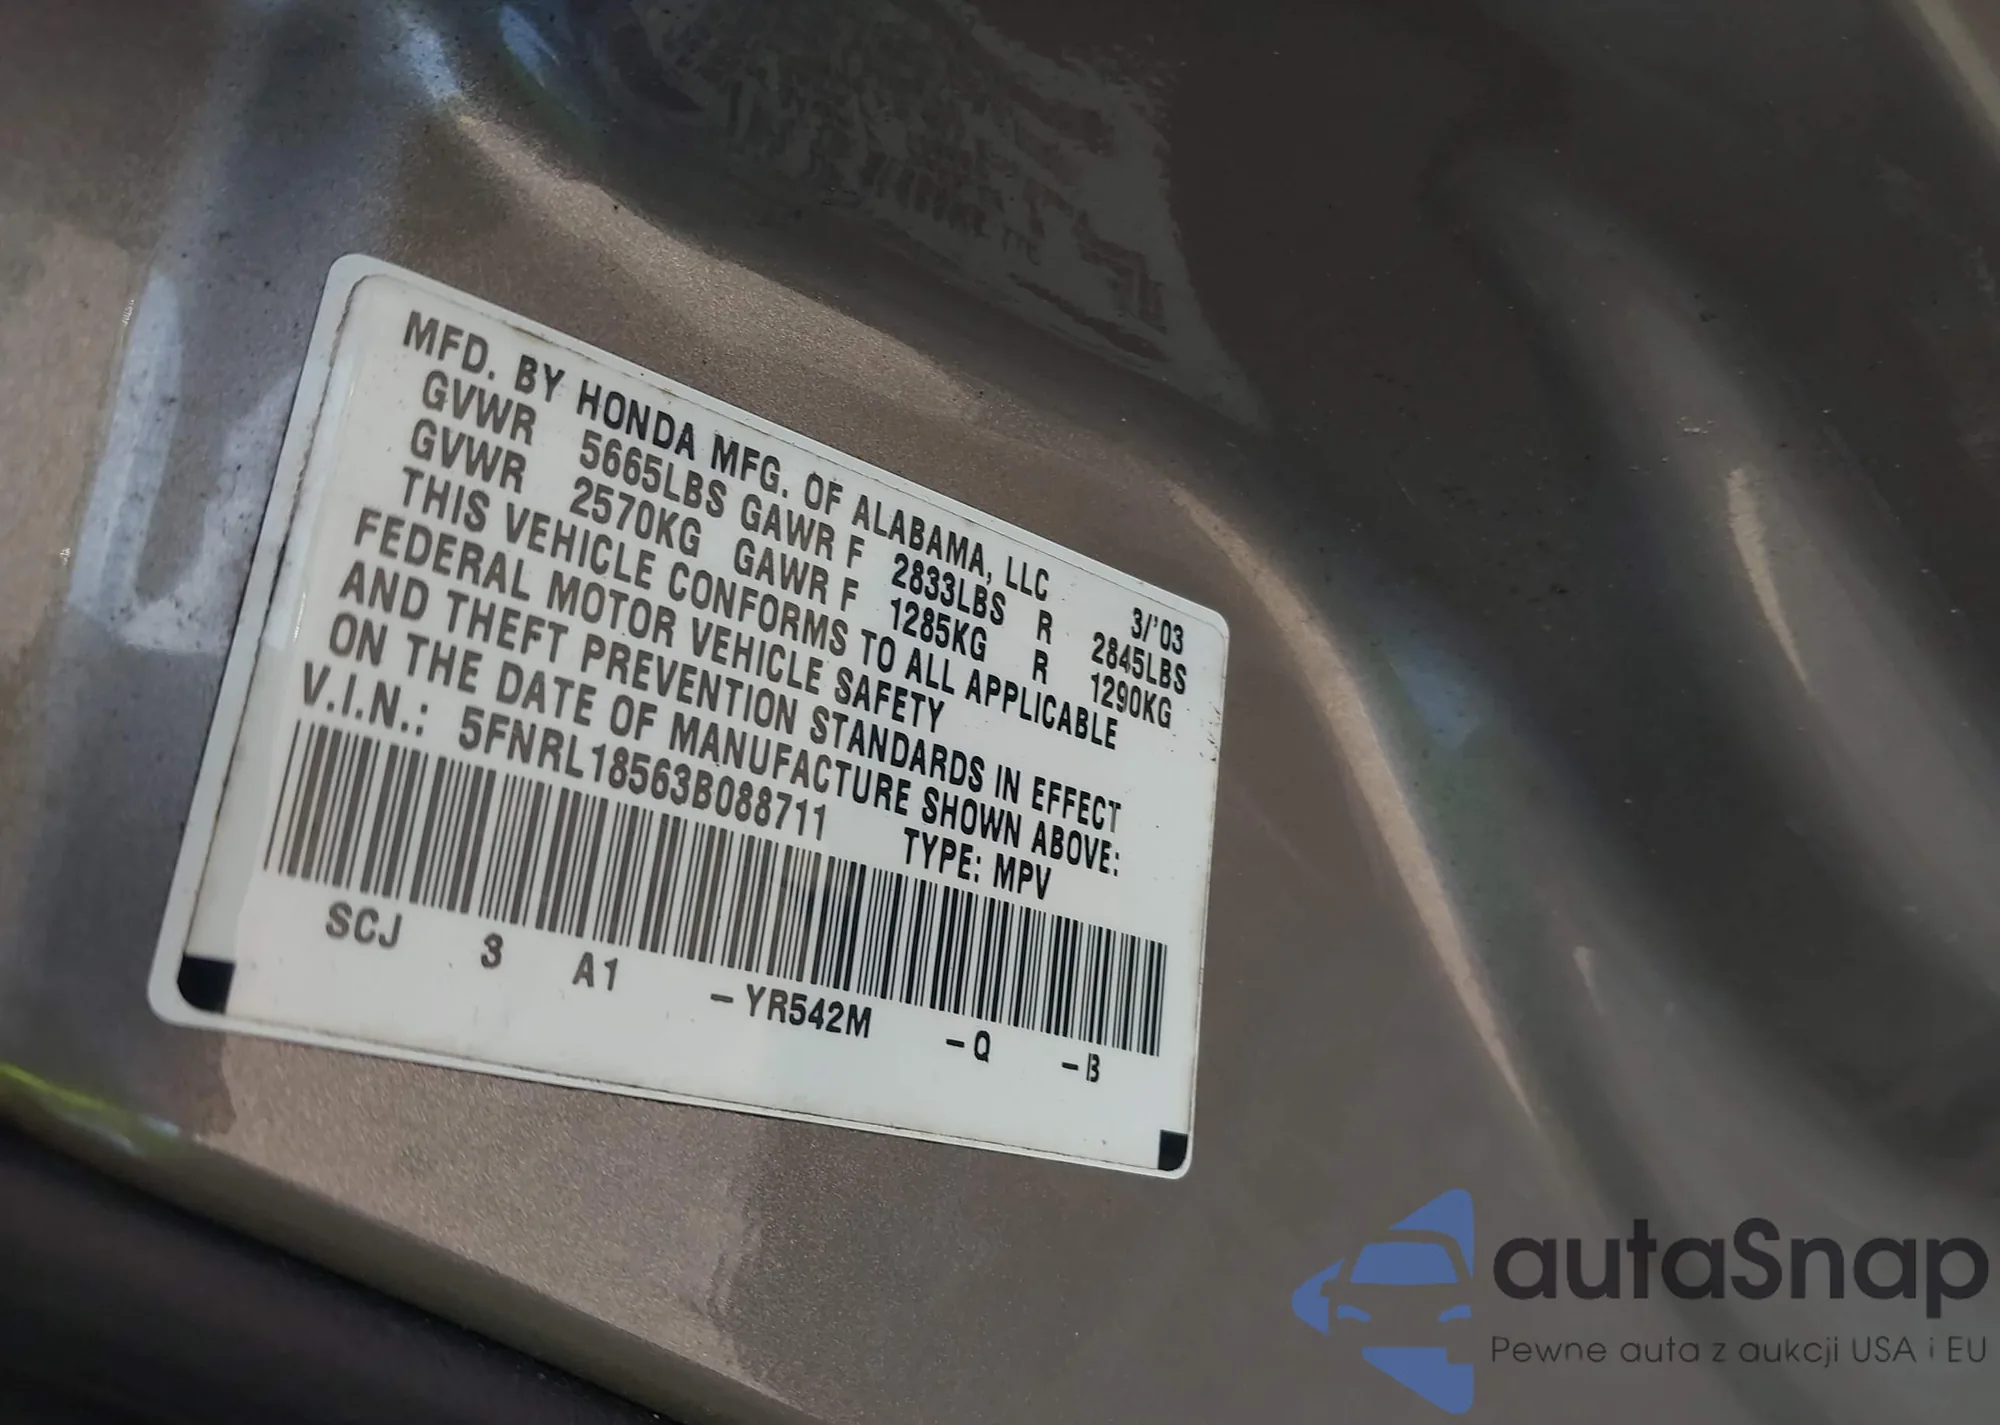 MFD. BY HONDA MFG. OF ALABAMA, LLC 3/'03
GVWR 5665LBS GAWR F 2833LBS R 2845LBS
GVWR 2570KG GAWR F 1285KG R 1290KG
THIS VEHICLE CONFORMS TO ALL APPLICABLE
FEDERAL MOTOR VEHICLE SAFETY
AND THEFT PREVENTION STANDARDS IN EFFECT
ON THE DATE OF MANUFACTURE SHOWN ABOVE:
V.I.N.: 5FNRL18563B088711 TYPE: MPV
SCJ 3 A1 -YR542M -Q -B
autaSnap
Pewne auta z aukcji USA i EU